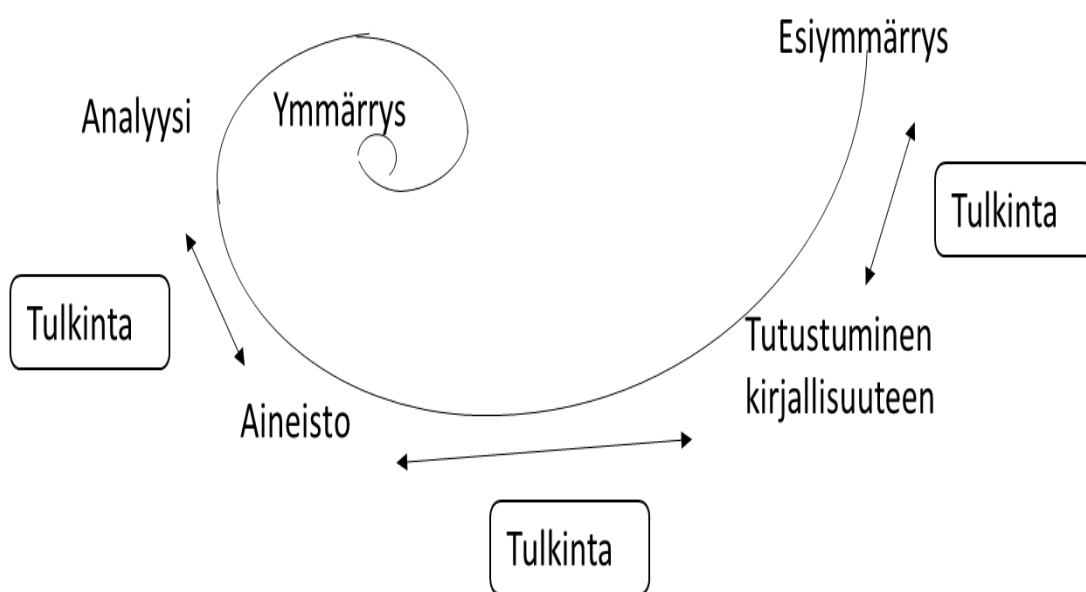 Esiymmärrys
Analyysi
Ymmärrys
Tulkinta
Tulkinta
Tutustuminen
kirjallisuuteen
Aineisto
Tulkinta